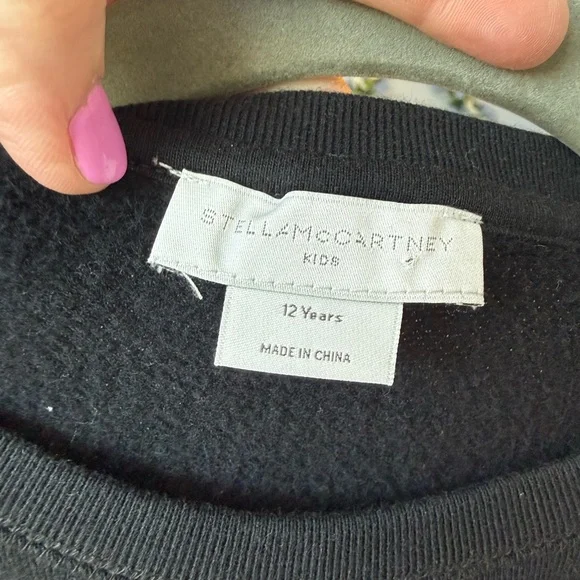 STELLAMcCARTNEY
KIDS
12 Years
MADE IN CHINA